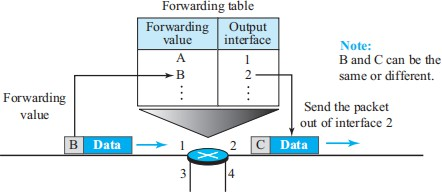 Forwarding table
Forwarding value
Output interface
A 1
B 2
⋮ ⋮
Note:
B and C can be the
same or different.
Forwarding
value
Send the packet
out of interface 2
B Data
1 2
C Data
3 4